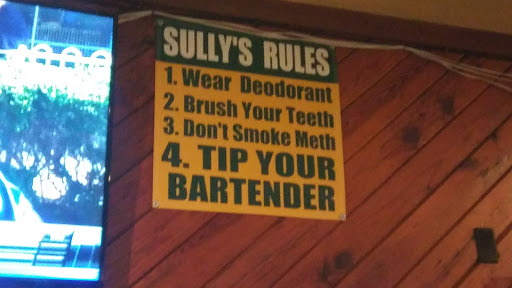 SULLY'S RULES
1. Wear Deodorant
2. Brush Your Teeth
3. Don't Smoke Meth
4. TIP YOUR
BARTENDER